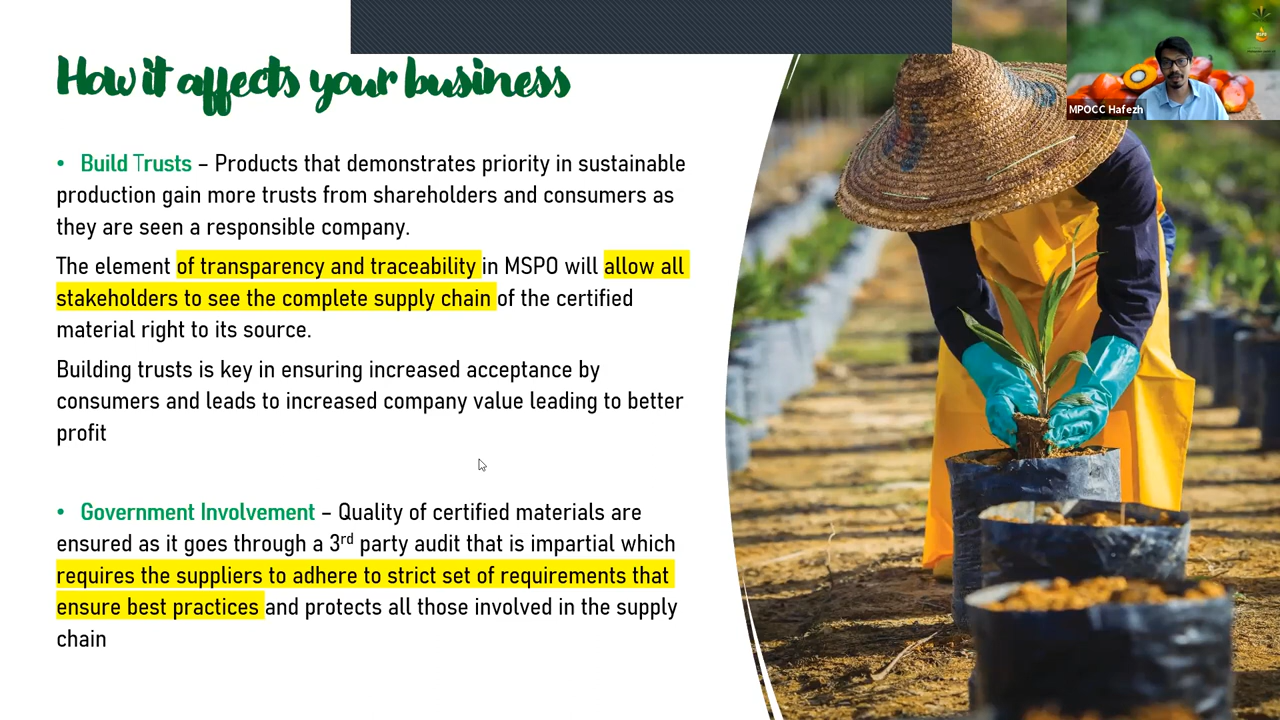 How it affects your business
MPOCC Hafezh
• Build Trusts – Products that demonstrates priority in sustainable
production gain more trusts from shareholders and consumers as
they are seen a responsible company.
The element of transparency and traceability in MSPO will allow all
stakeholders to see the complete supply chain of the certified
material right to its source.
Building trusts is key in ensuring increased acceptance by
consumers and leads to increased company value leading to better
profit
• Government Involvement – Quality of certified materials are
ensured as it goes through a 3rd party audit that is impartial which
requires the suppliers to adhere to strict set of requirements that
ensure best practices and protects all those involved in the supply
chain